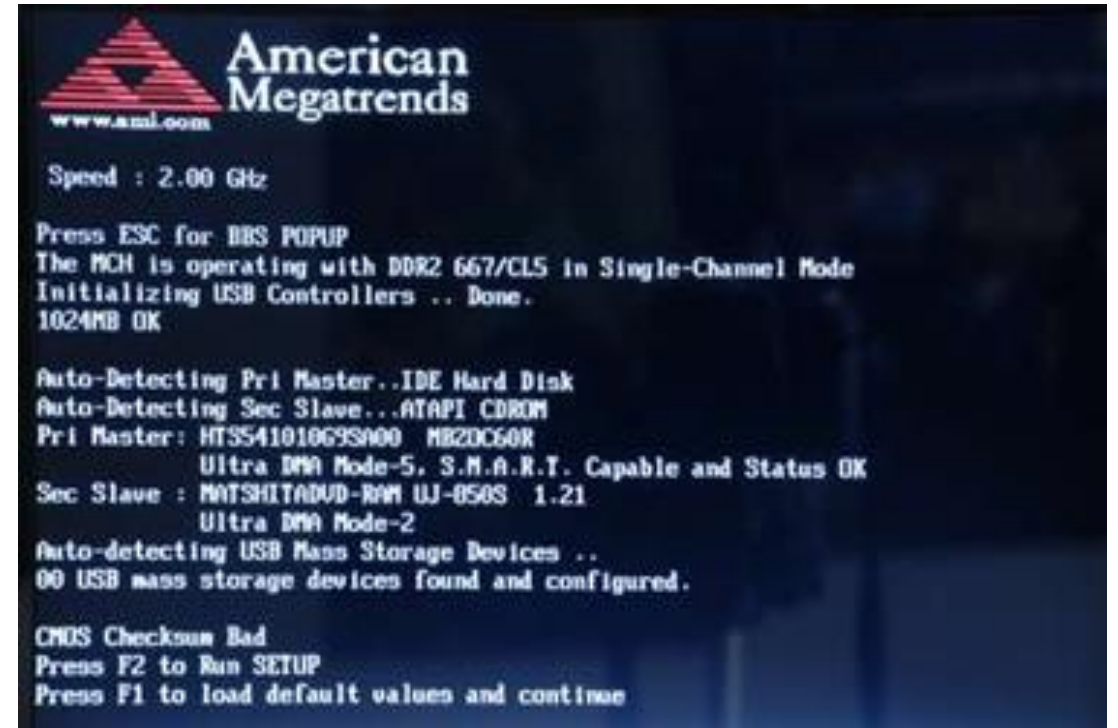 American
Megatrends
www.ami.com
Speed : 2.00 GHz
Press ESC for BBS POPUP
The MCH is operating with DDR2 667/CL5 in Single-Channel Mode
Initializing USB Controllers .. Done.
1024MB OK
Auto-Detecting Pri Master..IDE Hard Disk
Auto-Detecting Sec Slave...ATAPI CDROM
Pri Master: HTS541010G9SA00 MBZOC60R
Ultra DMA Mode-5, S.M.A.R.T. Capable and Status OK
Sec Slave : MATSHITADVD-RAM UJ-850S 1.21
Ultra DMA Mode-2
Auto-detecting USB Mass Storage Devices ..
00 USB mass storage devices found and configured.
CMOS Checksum Bad
Press F2 to Run SETUP
Press F1 to load default values and continue